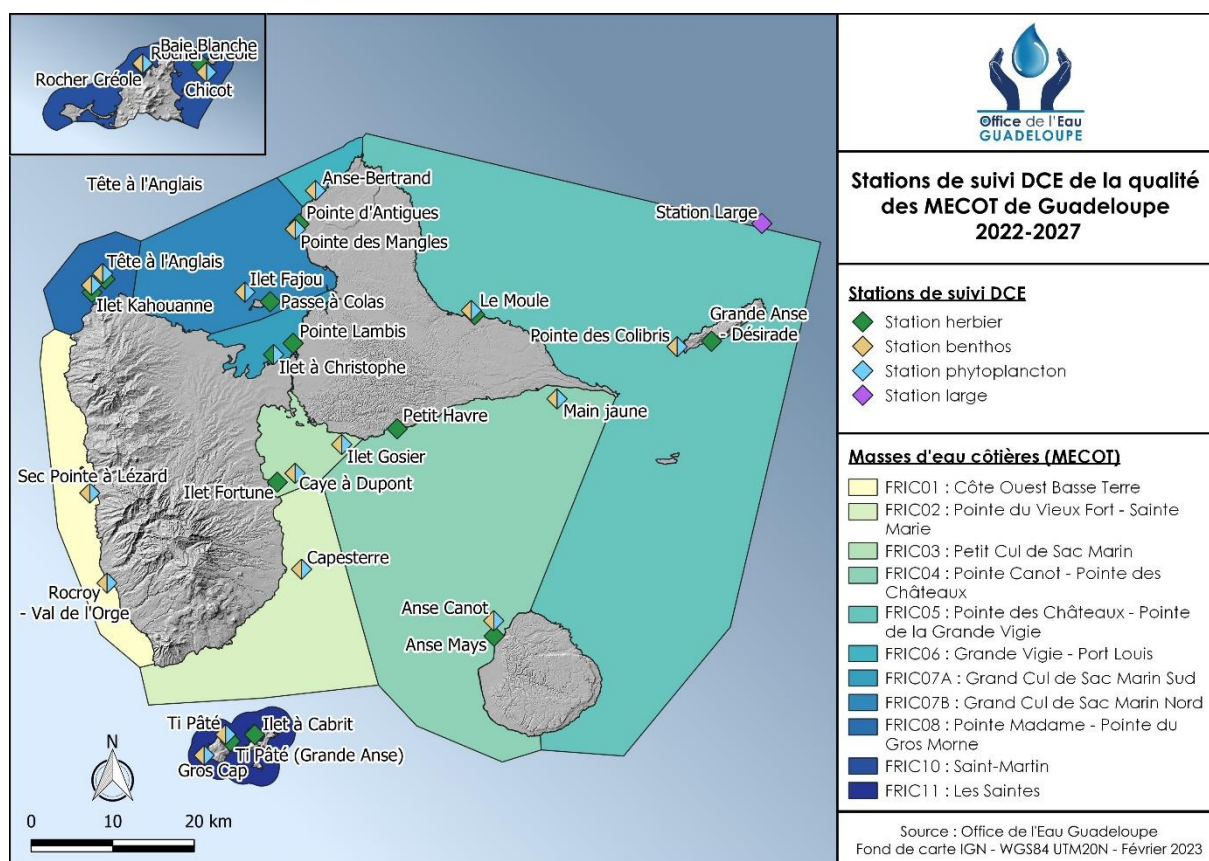 Baie Blanche
Rocher Créole
Rocher Créole
Chicot
Tête à l'Anglais
Anse-Bertrand
Pointe d'Antigues
Pointe des Mangles
Station Large
Tête à l'Anglais
Ilet Kahouanne
Ilet Fajou
Passe à Colas
Le Moule
Pointe des Colibris
Grande Anse
- Désirade
Pointe Lambis
Ilet à Christophe
Main jaune
Petit Havre
Ilet Gosier
Sec Pointe à Lézard
Ilet Fortune
Caye à Dupont
Capesterre
Rocroy
- Val de l'Orge
Anse Canot
Anse Mays
Ti Pâté
Ilet à Cabrit
Ti Pâté (Grande Anse)
Gros Cap
N
0 10 20 km
Office de l'Eau
GUADELOUPE
Stations de suivi DCE de la qualité
des MECOT de Guadeloupe
2022-2027
Stations de suivi DCE
Station herbier
Station benthos
Station phytoplancton
Station large
Masses d'eau côtières (MECOT)
FRIC01 : Côte Ouest Basse Terre
FRIC02 : Pointe du Vieux Fort - Sainte
Marie
FRIC03 : Petit Cul de Sac Marin
FRIC04 : Pointe Canot - Pointe des
Châteaux
FRIC05 : Pointe des Châteaux - Pointe
de la Grande Vigie
FRIC06 : Grande Vigie - Port Louis
FRIC07A : Grand Cul de Sac Marin Sud
FRIC07B : Grand Cul de Sac Marin Nord
FRIC08 : Pointe Madame - Pointe du
Gros Morne
FRIC10 : Saint-Martin
FRIC11 : Les Saintes
Source : Office de l'Eau Guadeloupe
Fond de carte IGN - WGS84 UTM20N - Février 2023